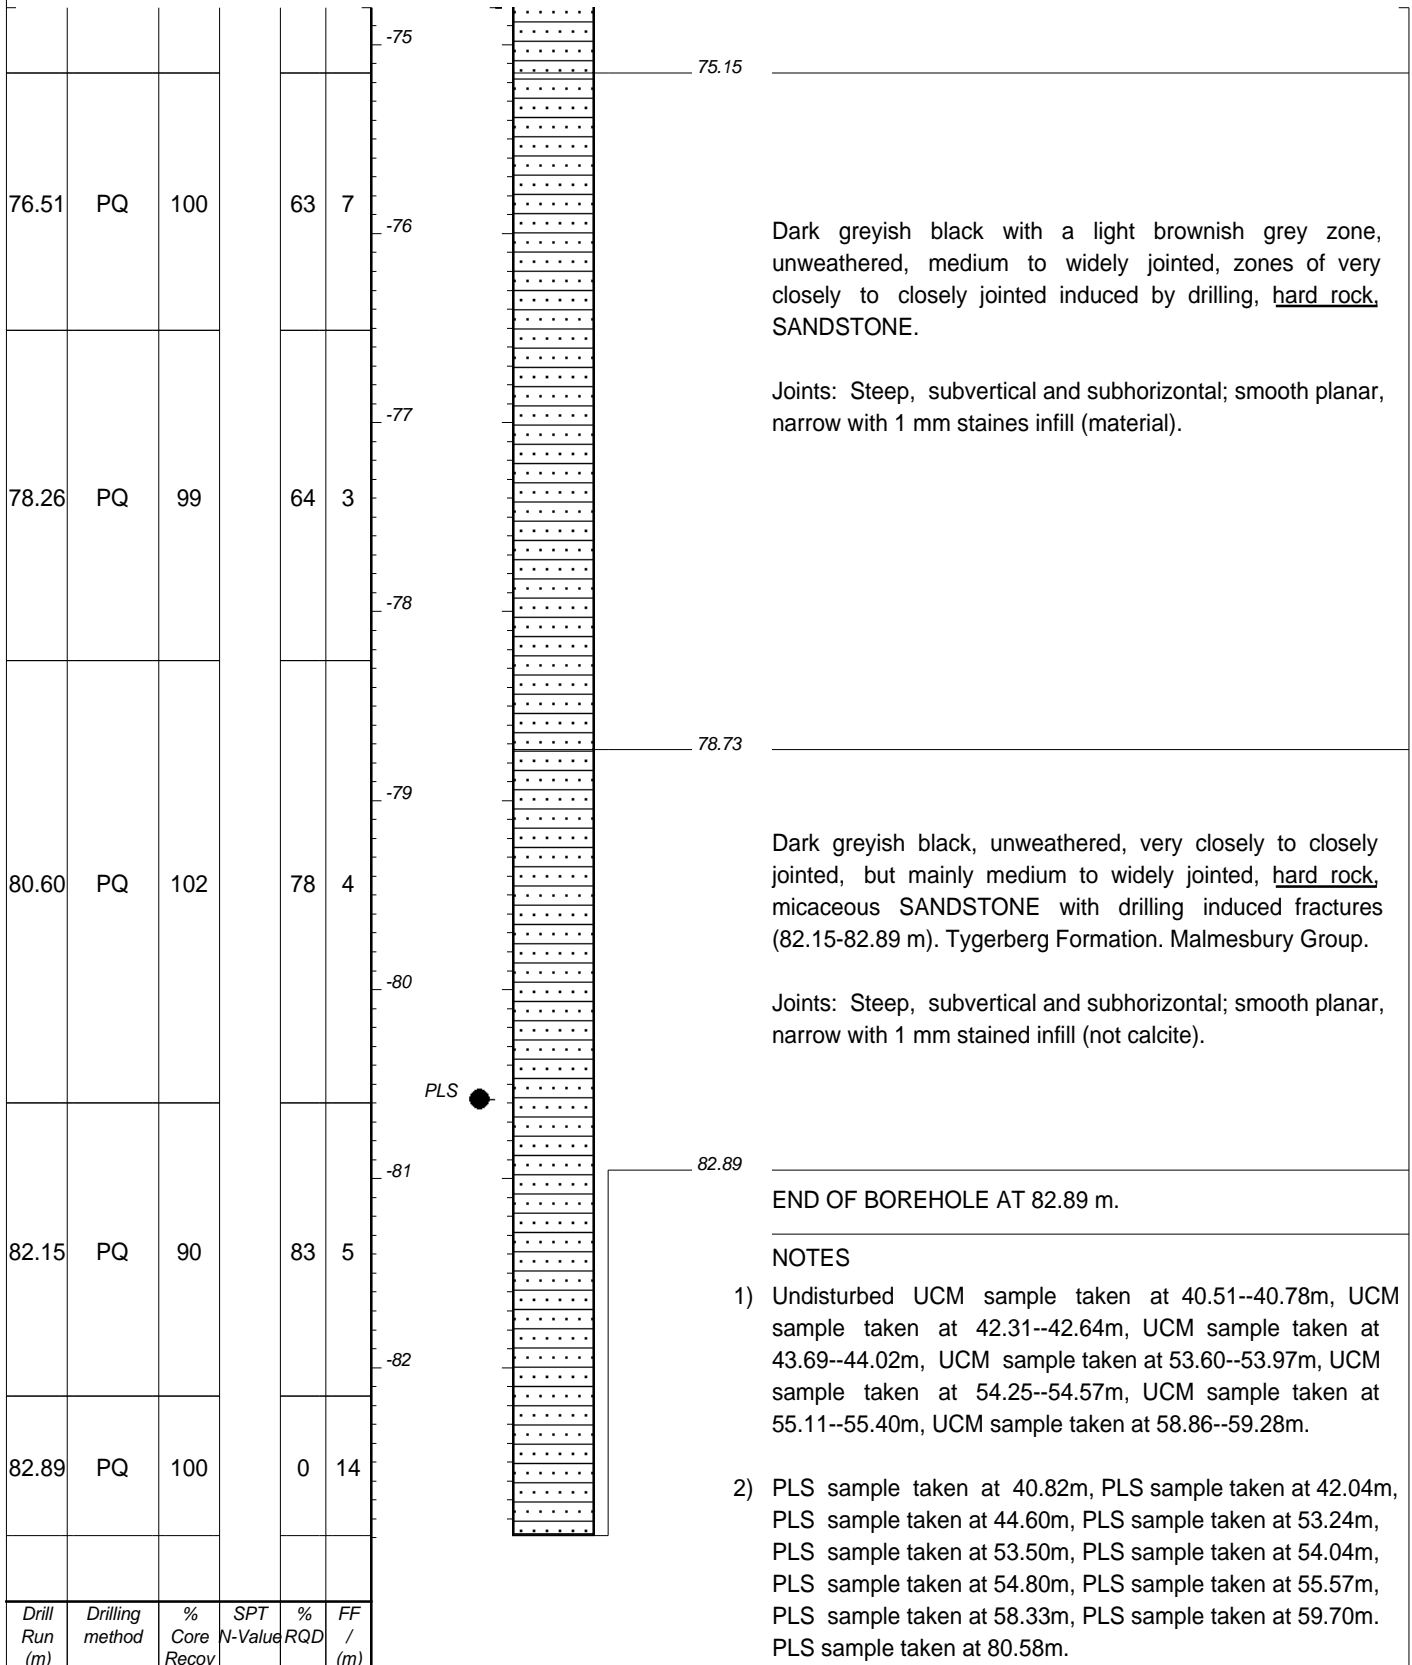 -75
75.15
76.51 PQ 100 63 7
-76
Dark greyish black with a light brownish grey zone,
unweathered, medium to widely jointed, zones of very
closely to closely jointed induced by drilling, hard rock,
SANDSTONE.
Joints: Steep, subvertical and subhorizontal; smooth planar,
narrow with 1 mm staines infill (material).
-77
78.26 PQ 99 64 3
-78
78.73
-79
80.60 PQ 102 78 4
Dark greyish black, unweathered, very closely to closely
jointed, but mainly medium to widely jointed, hard rock,
micaceous SANDSTONE with drilling induced fractures
(82.15-82.89 m). Tygerberg Formation. Malmesbury Group.
-80
Joints: Steep, subvertical and subhorizontal; smooth planar,
narrow with 1 mm stained infill (not calcite).
PLS
-81
82.89
END OF BOREHOLE AT 82.89 m.
82.15 PQ 90 83 5
NOTES
1) Undisturbed UCM sample taken at 40.51--40.78m, UCM
sample taken at 42.31--42.64m, UCM sample taken at
43.69--44.02m, UCM sample taken at 53.60--53.97m, UCM
sample taken at 54.25--54.57m, UCM sample taken at
55.11--55.40m, UCM sample taken at 58.86--59.28m.
-82
82.89 PQ 100 0 14
2) PLS sample taken at 40.82m, PLS sample taken at 42.04m,
PLS sample taken at 44.60m, PLS sample taken at 53.24m,
PLS sample taken at 53.50m, PLS sample taken at 54.04m,
PLS sample taken at 54.80m, PLS sample taken at 55.57m,
PLS sample taken at 58.33m, PLS sample taken at 59.70m.
PLS sample taken at 80.58m.
Drill Drilling % SPT % FF
Run method Core N-Value RQD /
(m) Recov (m)